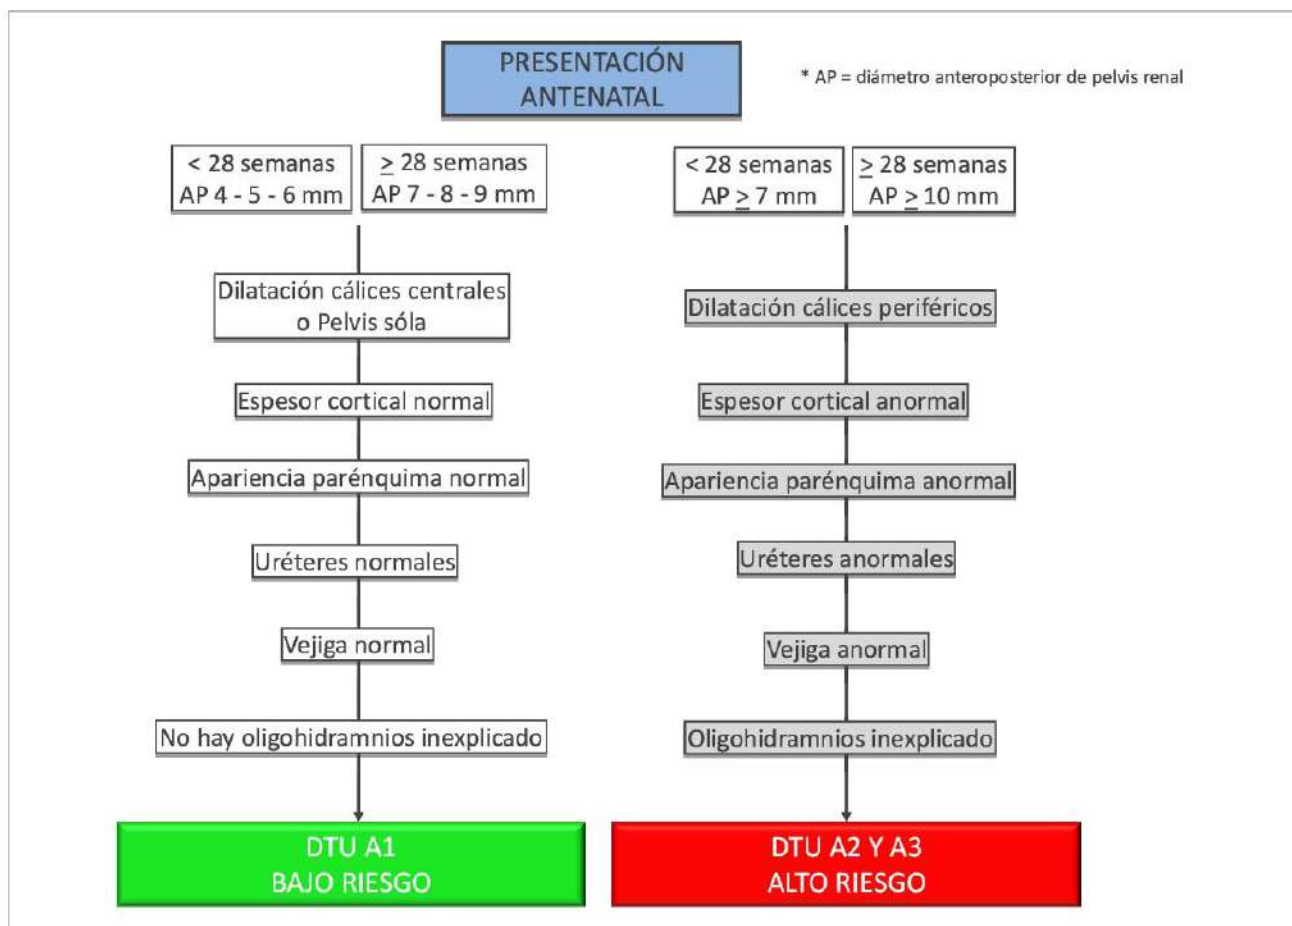 PRESENTACIÓN
ANTENATAL
* AP = diámetro anteroposterior de pelvis renal
< 28 semanas
AP 4 - 5 - 6 mm
≥ 28 semanas
AP 7 - 8 - 9 mm
Dilatación cálices centrales
o Pelvis sóla
Espesor cortical normal
Apariencia parénquima normal
Uréteres normales
Vejiga normal
No hay oligohidramnios inexplicado
DTU A1
BAJO RIESGO
< 28 semanas
AP ≥ 7 mm
≥ 28 semanas
AP ≥ 10 mm
Dilatación cálices periféricos
Espesor cortical anormal
Apariencia parénquima anormal
Uréteres anormales
Vejiga anormal
Oligohidramnios inexplicado
DTU A2 Y A3
ALTO RIESGO